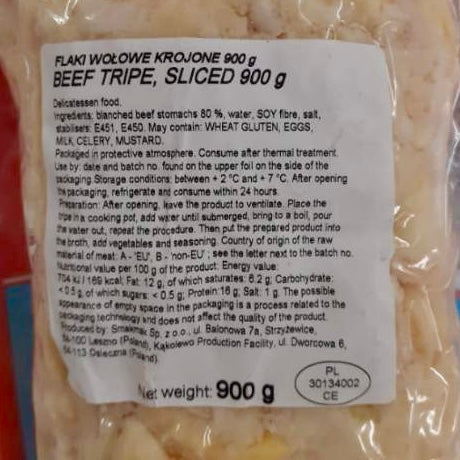 FLAKI WOŁOWE KROJONE 900 g
BEEF TRIPE, SLICED 900 g
Delicatessen food.
Ingredients: blanched beef stomachs 80 %, water, SOY fibre, salt,
stabilisers: E451, E450. May contain: WHEAT GLUTEN, EGGS,
MILK, CELERY, MUSTARD.
Packaged in protective atmosphere. Consume after thermal treatment.
Use by: date and batch no. found on the upper foil on the side of the
packaging. Storage conditions: between + 2 °C and + 7 °C. After opening
the packaging, refrigerate and consume within 24 hours.
Preparation: After opening, leave the product to ventilate. Place the
tripe in a cooking pot, add water until submerged, bring to a boil, pour
the water out, repeat the procedure. Then put the prepared product into
the broth, add vegetables and seasoning. Country of origin of the raw
material of meat: A - 'EU', B - 'non-EU' ; see the letter next to the batch no.
Nutritional value per 100 g of the product: Energy value:
704 kJ / 169 kcal; Fat: 12 g, of which saturates: 6.2 g; Carbohydrate:
< 0.5 g, of which sugars: < 0.5 g; Protein: 16 g; Salt: 1 g. The possible
appearance of empty space in the packaging is a process related to the
packaging technology and does not affect the quality of the product.
Produced by: Smakmak Sp. z o.o., ul. Balonowa 7a, Strzyżewice,
64-100 Leszno (Poland), Kąkolewo Production Facility, ul. Dworcowa 6,
64-113 Osieczna (Poland).
Net weight: 900 g
PL
30134002
CE